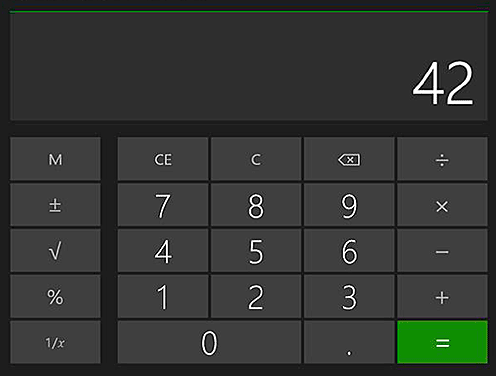 42
M CE C ⌫ ÷
± 7 8 9 ×
√ 4 5 6 −
% 1 2 3 +
1/x 0 . =